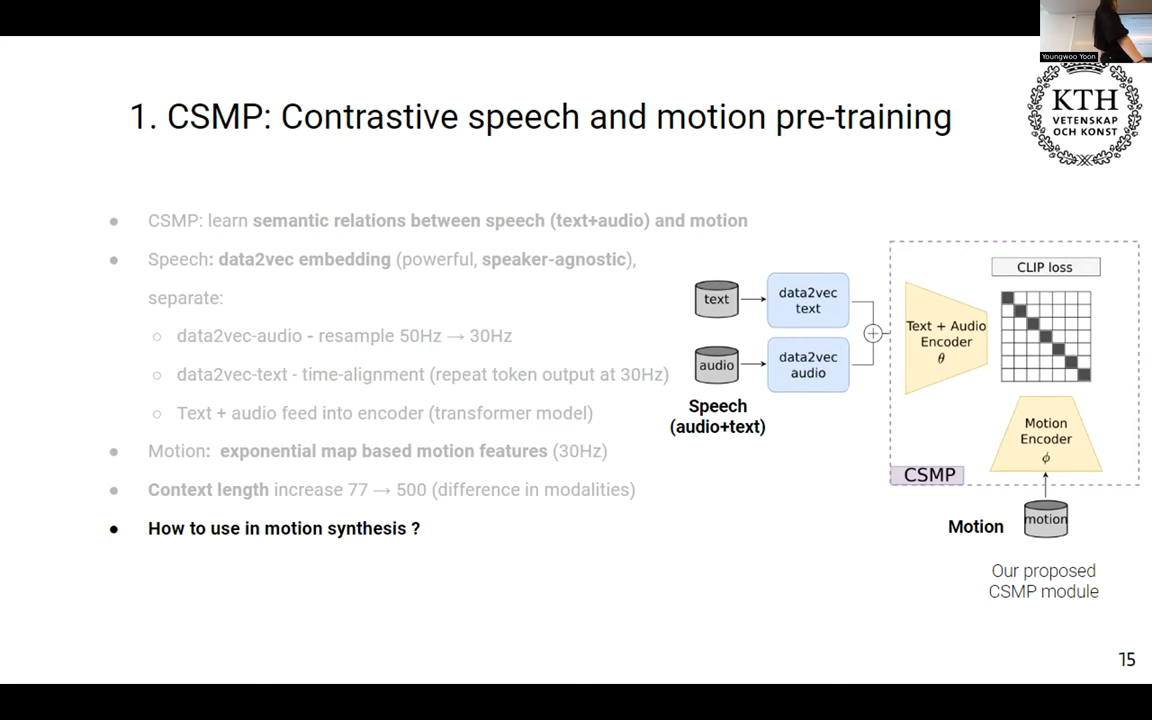 Youngwoo Yoon
KTH
VETENSKAP
OCH KONST
1. CSMP: Contrastive speech and motion pre-training
● CSMP: learn semantic relations between speech (text+audio) and motion
● Speech: data2vec embedding (powerful, speaker-agnostic),
separate:
○ data2vec-audio - resample 50Hz → 30Hz
○ data2vec-text - time-alignment (repeat token output at 30Hz)
○ Text + audio feed into encoder (transformer model)
● Motion: exponential map based motion features (30Hz)
● Context length increase 77 → 500 (difference in modalities)
● How to use in motion synthesis ?
text
data2vec
text
audio
data2vec
audio
Speech
(audio+text)
Text + Audio
Encoder
θ
CLIP loss
Motion
Encoder
ϕ
CSMP
Motion
motion
Our proposed
CSMP module
15